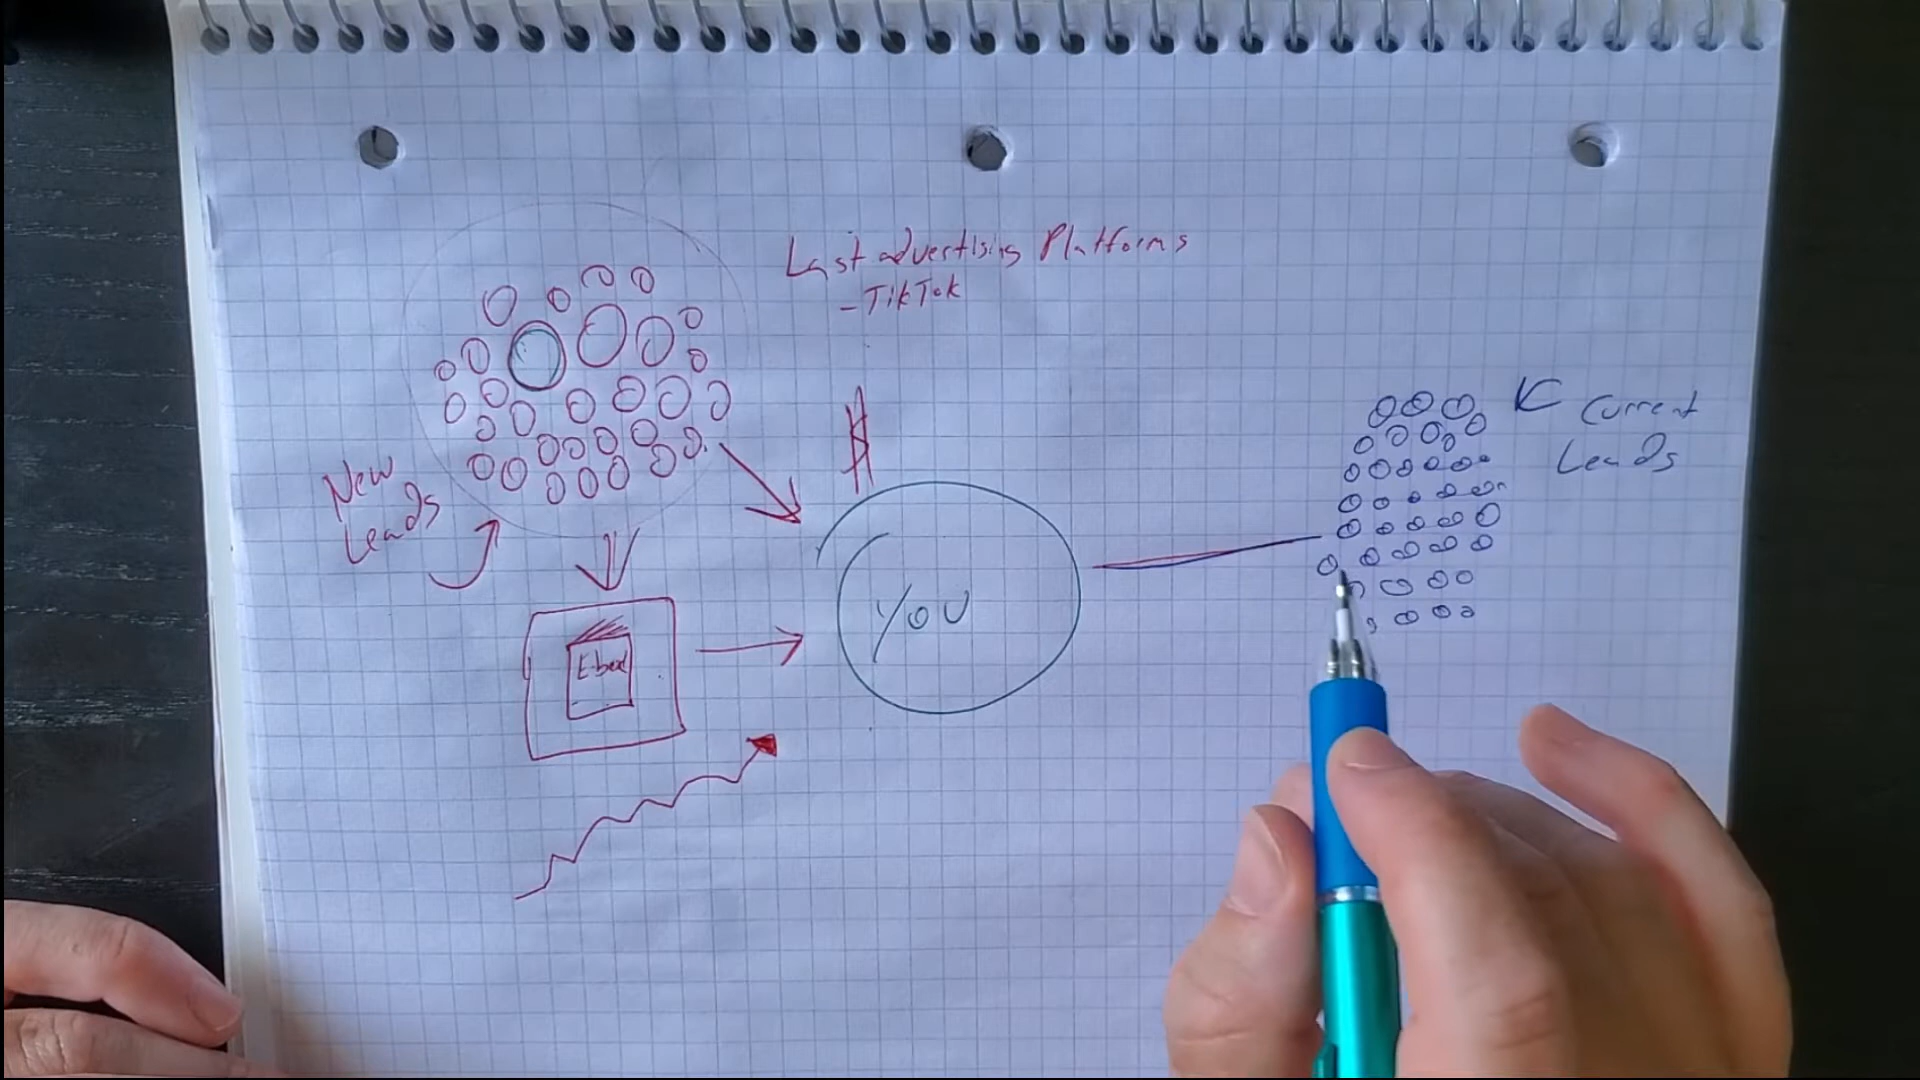 Last advertising Platforms
- TikTok
New
Leads
$
Current
Leads
YOU